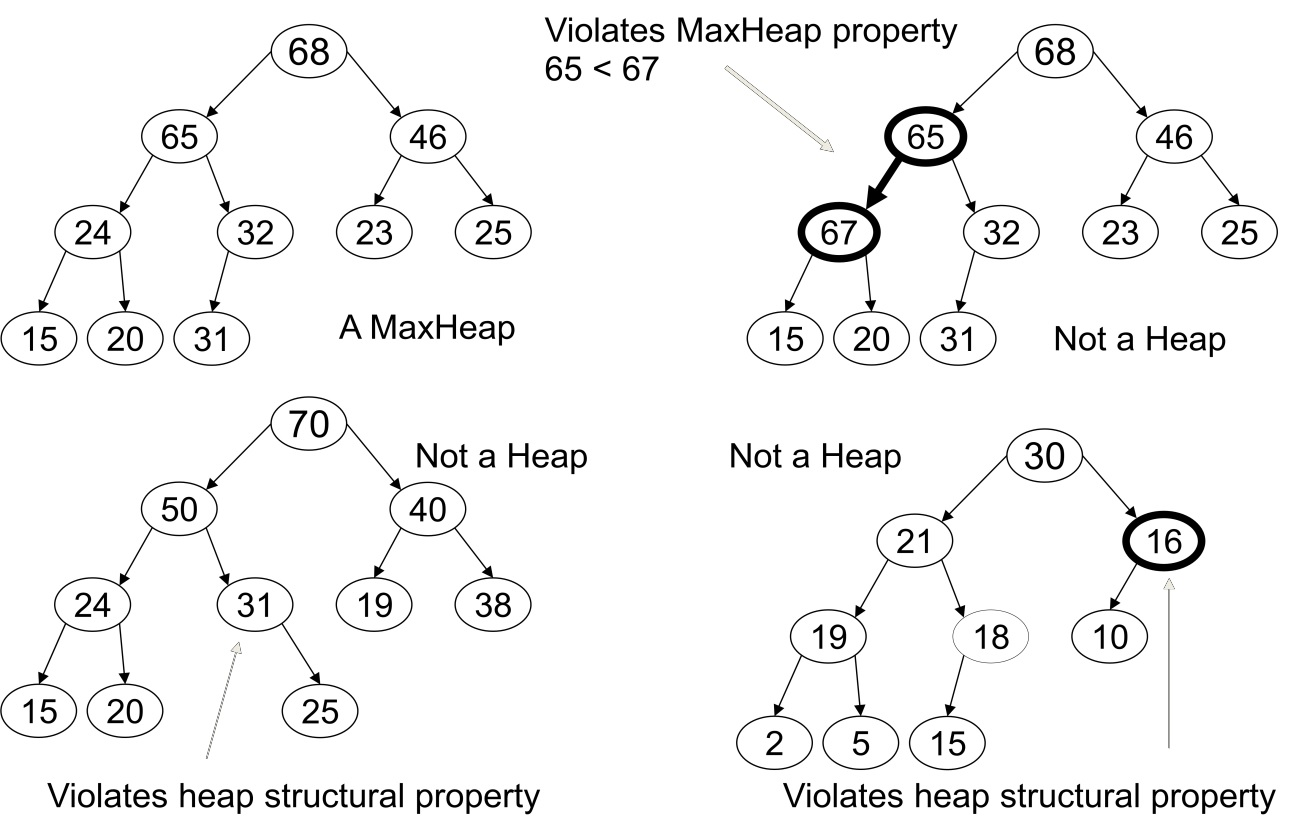 68
65 46
24 32 23 25
15 20 31
A MaxHeap
Violates MaxHeap property
65 < 67
68
65 46
67 32 23 25
15 20 31
Not a Heap
70
Not a Heap
50 40
24 31 19 38
15 20 25
Violates heap structural property
Not a Heap
30
21 16
19 18 10
2 5 15
Violates heap structural property